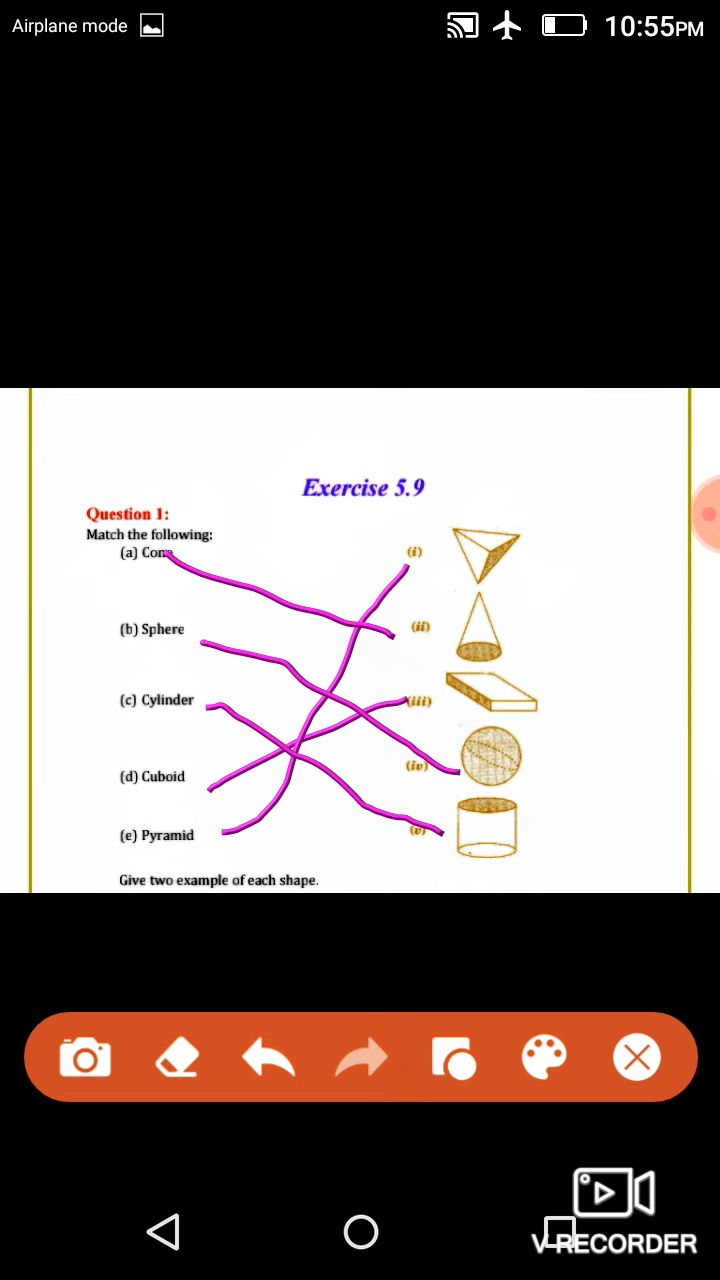 Airplane mode
10:55PM
Exercise 5.9
Question 1:
Match the following:
(a) Cone (i)
(b) Sphere (ii)
(c) Cylinder (iii)
(d) Cuboid (iv)
(e) Pyramid (v)
Give two example of each shape.
V RECORDER